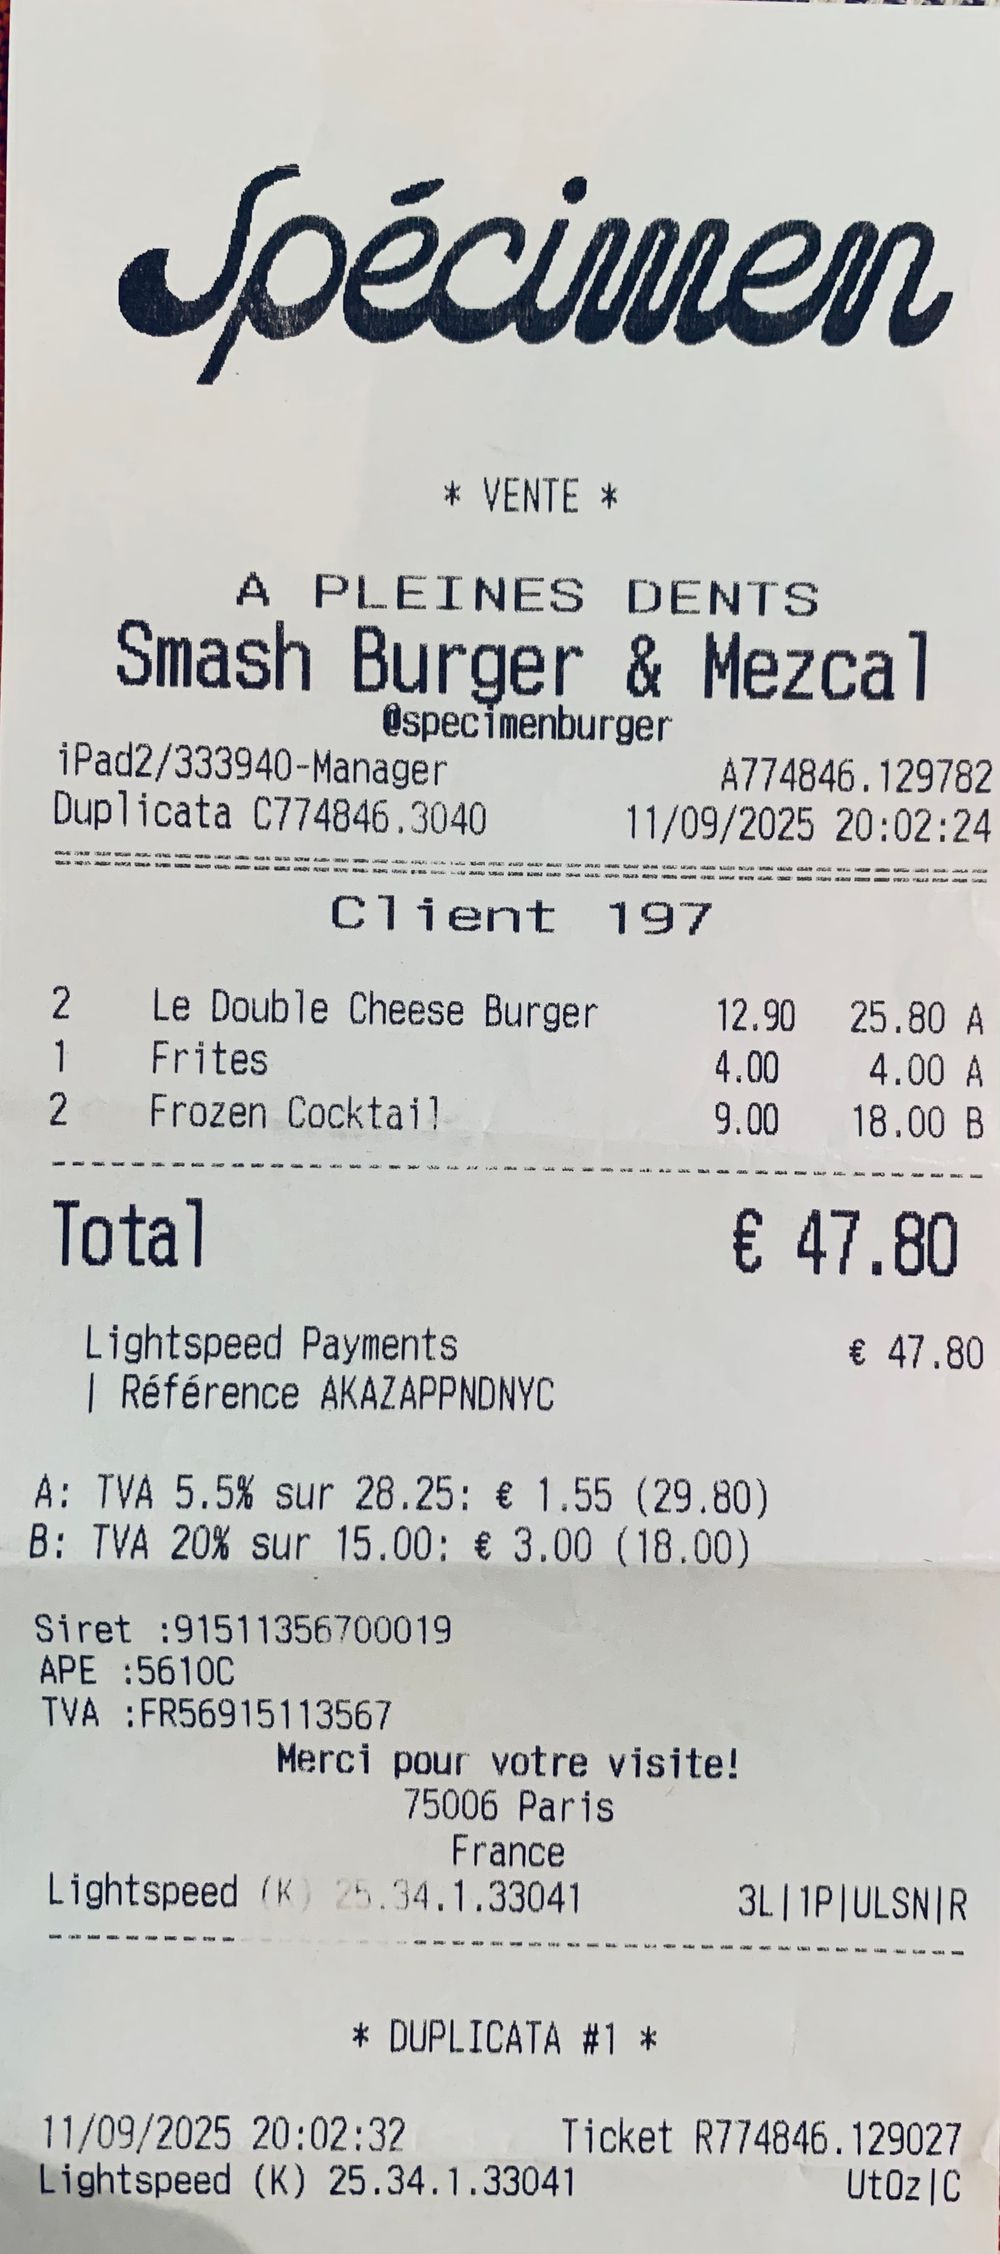 Spécimen
* VENTE *
A PLEINES DENTS
Smash Burger & Mezcal
@specimenburger
iPad2/333940-Manager A774846.129782
Duplicata C774846.3040 11/09/2025 20:02:24
Client 197
2 Le Double Cheese Burger 12.90 25.80 A
1 Frites 4.00 4.00 A
2 Frozen Cocktail 9.00 18.00 B
Total € 47.80
Lightspeed Payments € 47.80
| Référence AKAZAPPNDNYC
A: TVA 5.5% sur 28.25: € 1.55 (29.80)
B: TVA 20% sur 15.00: € 3.00 (18.00)
Siret :91511356700019
APE :5610C
TVA :FR56915113567
Merci pour votre visite!
75006 Paris
France
Lightspeed (K) 25.34.1.33041 3L|1P|ULSN|R
* DUPLICATA #1 *
11/09/2025 20:02:32 Ticket R774846.129027
Lightspeed (K) 25.34.1.33041 UtOz|C